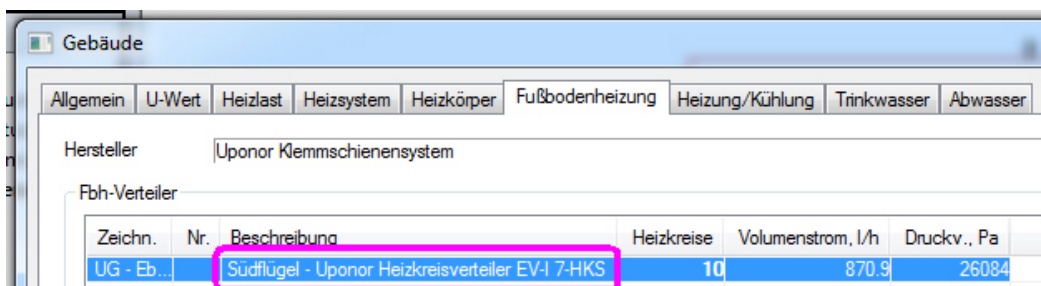 Gebäude
Allgemein U-Wert Heizlast Heizsystem Heizkörper Fußbodenheizung Heizung/Kühlung Trinkwasser Abwasser
Hersteller Uponor Klemmschienensystem
Fbh-Verteiler
Zeichn. Nr. Beschreibung Heizkreise Volumenstrom, l/h Druckv., Pa
UG - Eb... Südflügel - Uponor Heizkreisverteiler EV-I 7-HKS 10 870.9 26084